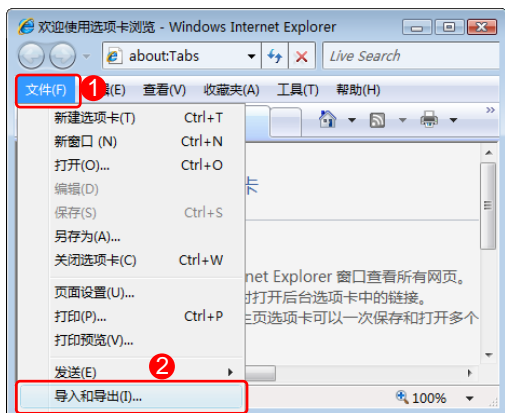 欢迎使用选项卡浏览 - Windows Internet Explorer
about:Tabs
Live Search
文件(F) 1 (E) 查看(V) 收藏夹(A) 工具(T) 帮助(H)
新建选项卡(T) Ctrl+T
新窗口 (N) Ctrl+N
打开(O)... Ctrl+O
编辑(D)
卡
保存(S) Ctrl+S
另存为(A)...
关闭选项卡(C) Ctrl+W
net Explorer 窗口查看所有网页。
页面设置(U)...
打开后台选项卡中的链接。
打印(P)... Ctrl+P
主页选项卡可以一次保存和打开多个
打印预览(V)...
发送(E) 2
导入和导出(I)...
100%